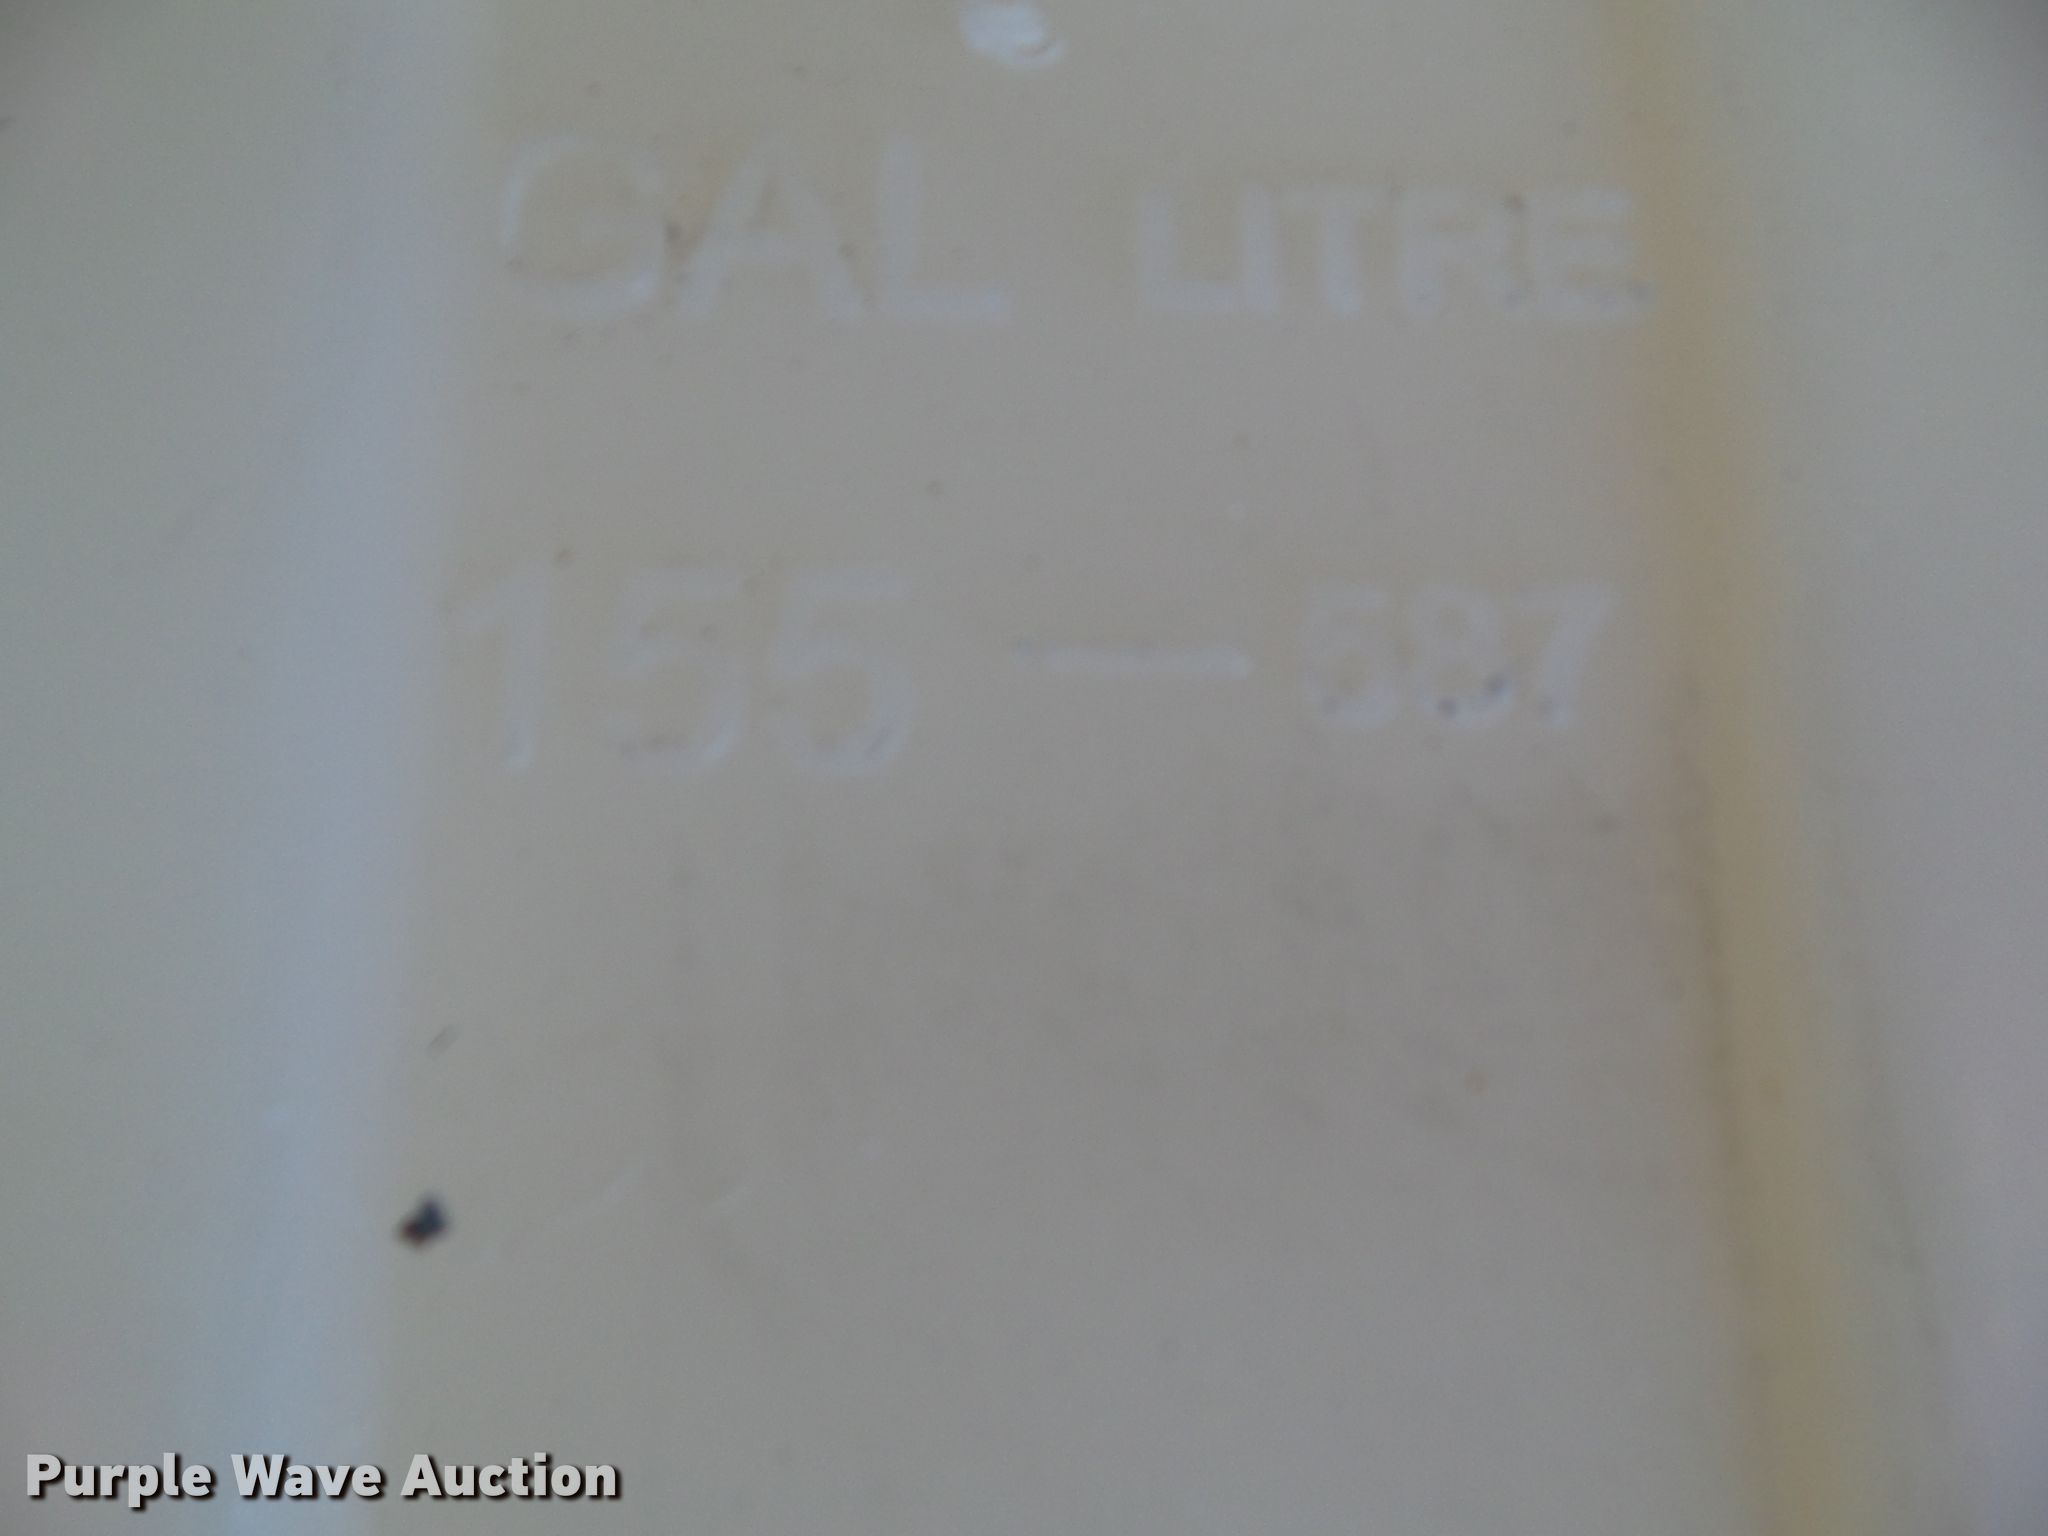 GAL LITRE
155 — 587
Purple Wave Auction